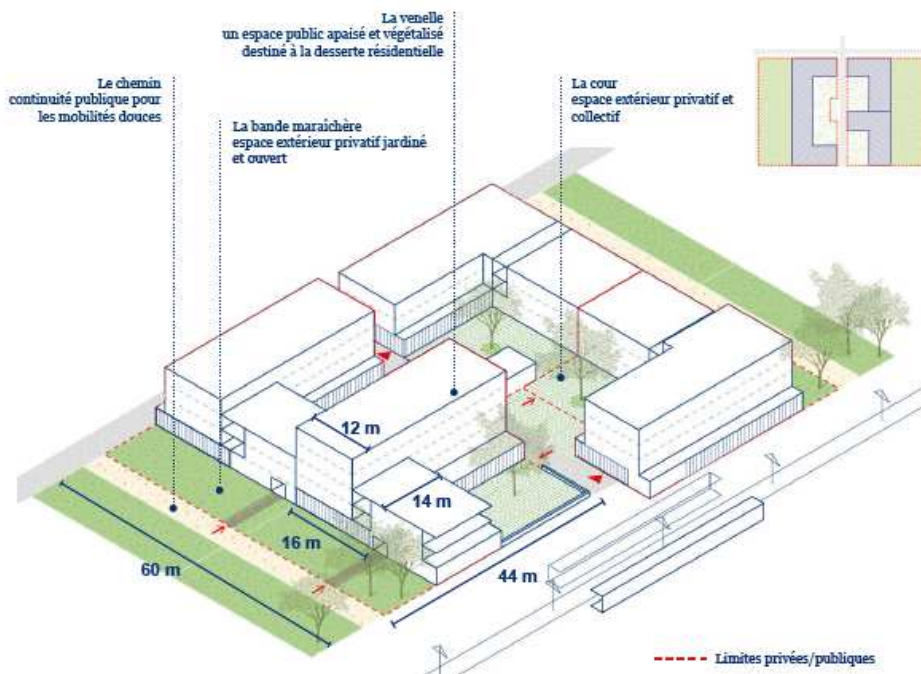 La venelle
un espace public apaisé et végétalisé
destiné à la desserte résidentielle
Le chemin
continuité publique pour
les mobilités douces
La bande maraîchère
espace extérieur privatif jardiné
et ouvert
La cour
espace extérieur privatif et
collectif
12 m
14 m
16 m
60 m
44 m
Limites privées/publiques